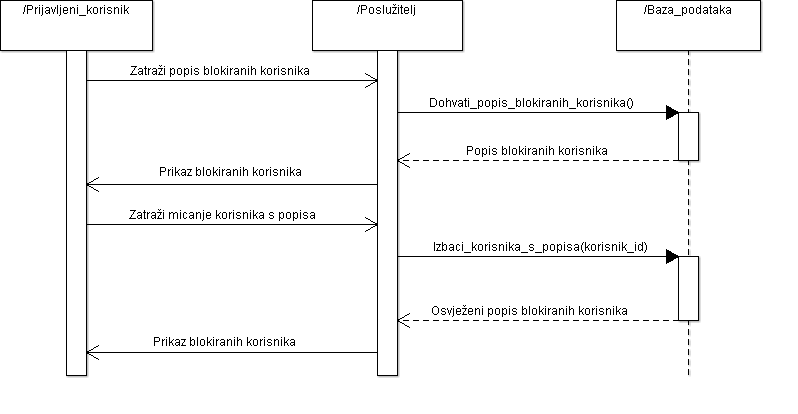 /Prijavljeni_korisnik
/Poslužitelj
/Baza_podataka
Zatraži popis blokiranih korisnika
Dohvati_popis_blokiranih_korisnika()
Popis blokiranih korisnika
Prikaz blokiranih korisnika
Zatraži micanje korisnika s popisa
Izbaci_korisnika_s_popisa(korisnik_id)
Osvježeni popis blokiranih korisnika
Prikaz blokiranih korisnika